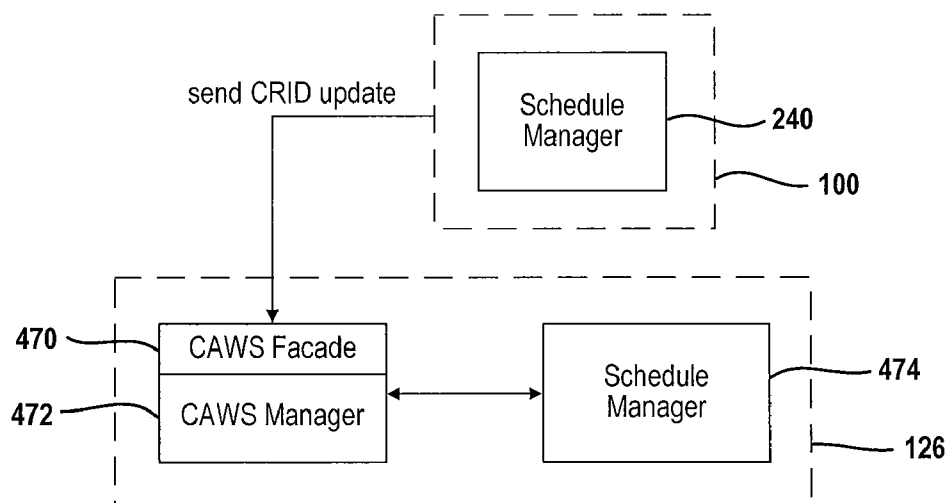 send CRID update
Schedule
Manager
240
100
470
CAWS Facade
472
CAWS Manager
Schedule
Manager
474
126